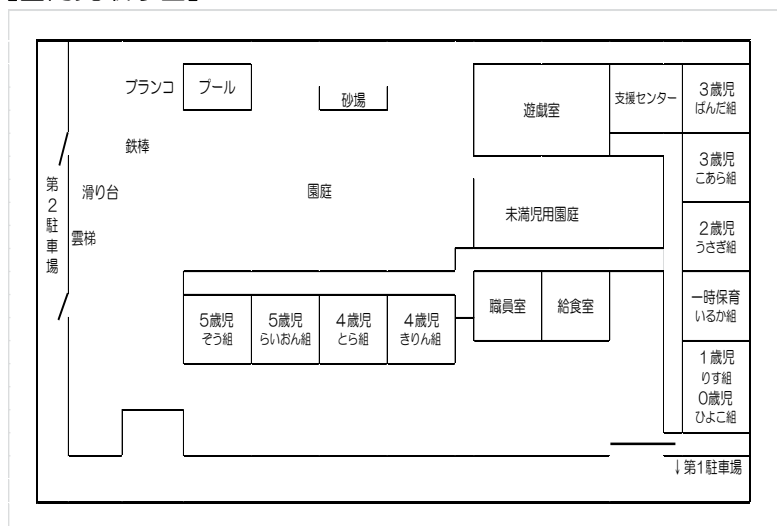 ブランコ
プール
砂場
遊戯室
支援センター
3歳児
ぱんだ組
鉄棒
3歳児
こあら組
第2駐車場
滑り台
園庭
未満児用園庭
2歳児
うさぎ組
雲梯
5歳児
ぞう組
5歳児
らいおん組
4歳児
とら組
4歳児
きりん組
職員室
給食室
一時保育
いるか組
1歳児
りす組
0歳児
ひよこ組
↓第1駐車場